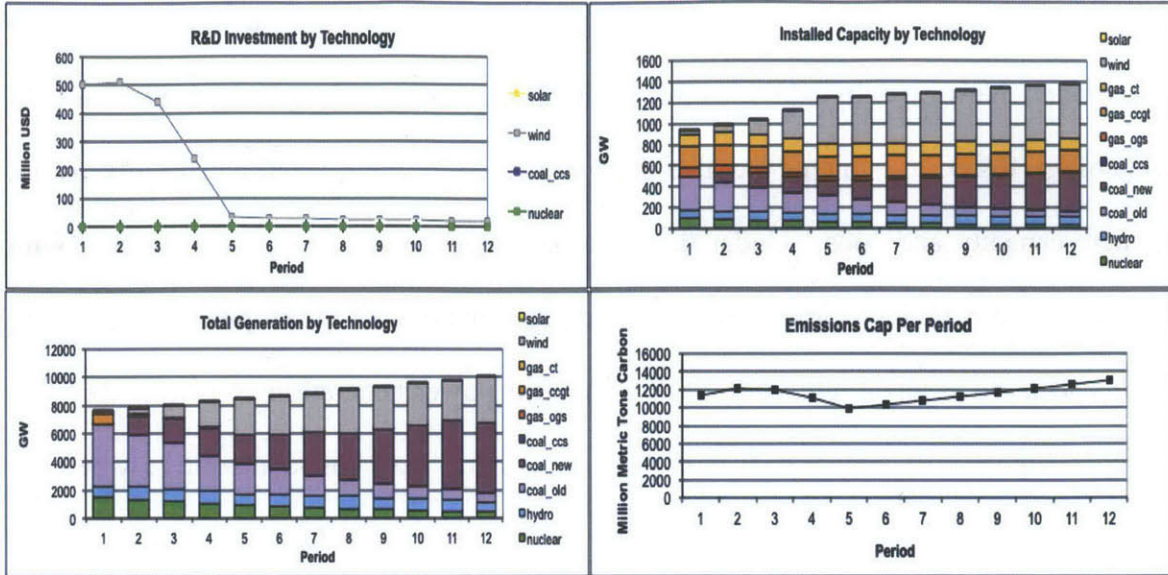 R&D Investment by Technology
Million USD
600
500
400
300
200
100
0
1 2 3 4 5 6 7 8 9 10 11 12
Period
solar
wind
coal_ccs
nuclear
Installed Capacity by Technology
GW
1600
1400
1200
1000
800
600
400
200
0
1 2 3 4 5 6 7 8 9 10 11 12
Period
solar
wind
gas_ct
gas_ccgt
gas_ogs
coal_ccs
coal_new
coal_old
hydro
nuclear
Total Generation by Technology
GW
12000
10000
8000
6000
4000
2000
0
1 2 3 4 5 6 7 8 9 10 11 12
Period
solar
wind
gas_ct
gas_ccgt
gas_ogs
coal_ccs
coal_new
coal_old
hydro
nuclear
Emissions Cap Per Period
Million Metric Tons Carbon
16000
14000
12000
10000
8000
6000
4000
2000
0
1 2 3 4 5 6 7 8 9 10 11 12
Period